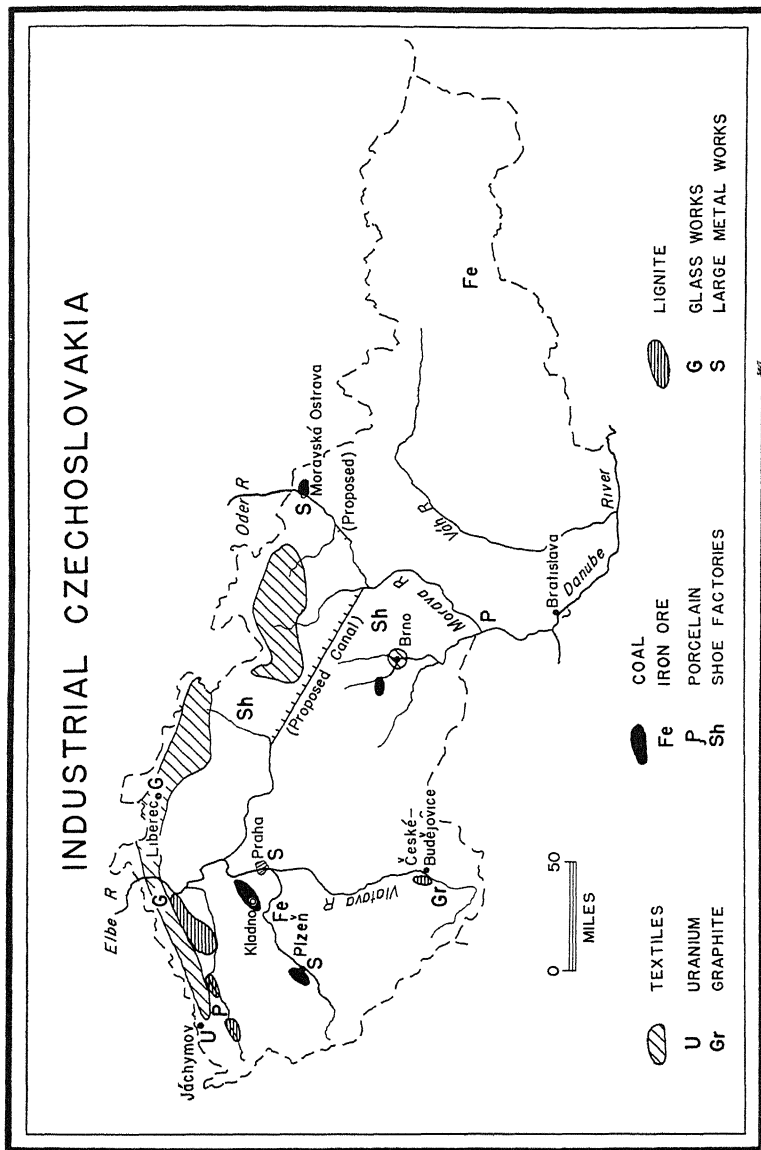 INDUSTRIAL CZECHOSLOVAKIA
Elbe R
Oder R
Jáchymov
U
P
G
Liberec
G
Sh
S
Moravská Ostrava
Kladno
Praha
S
Fe
Plzeň
S
(Proposed Canal)
(Proposed)
Sh
Brno
Morava R
Váh R
Fe
Vlatava R
České-
Budějovice
Gr
P
Bratislava
Danube River
0 50
MILES
TEXTILES
U URANIUM
Gr GRAPHITE
COAL
Fe IRON ORE
P PORCELAIN
Sh SHOE FACTORIES
LIGNITE
G GLASS WORKS
S LARGE METAL WORKS